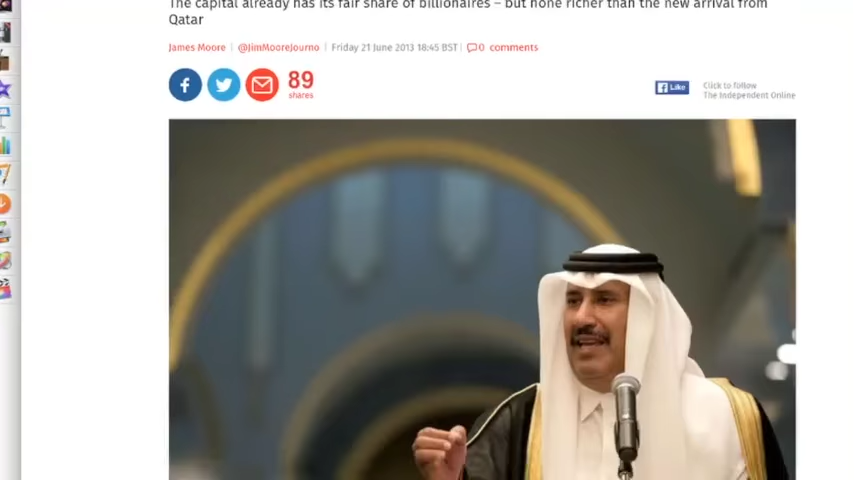 The capital already has its fair share of billionaires – but none richer than the new arrival from
Qatar
James Moore | @JimMooreJourno | Friday 21 June 2013 18:45 BST | 0 comments
89
shares
Like
Click to follow
The Independent Online